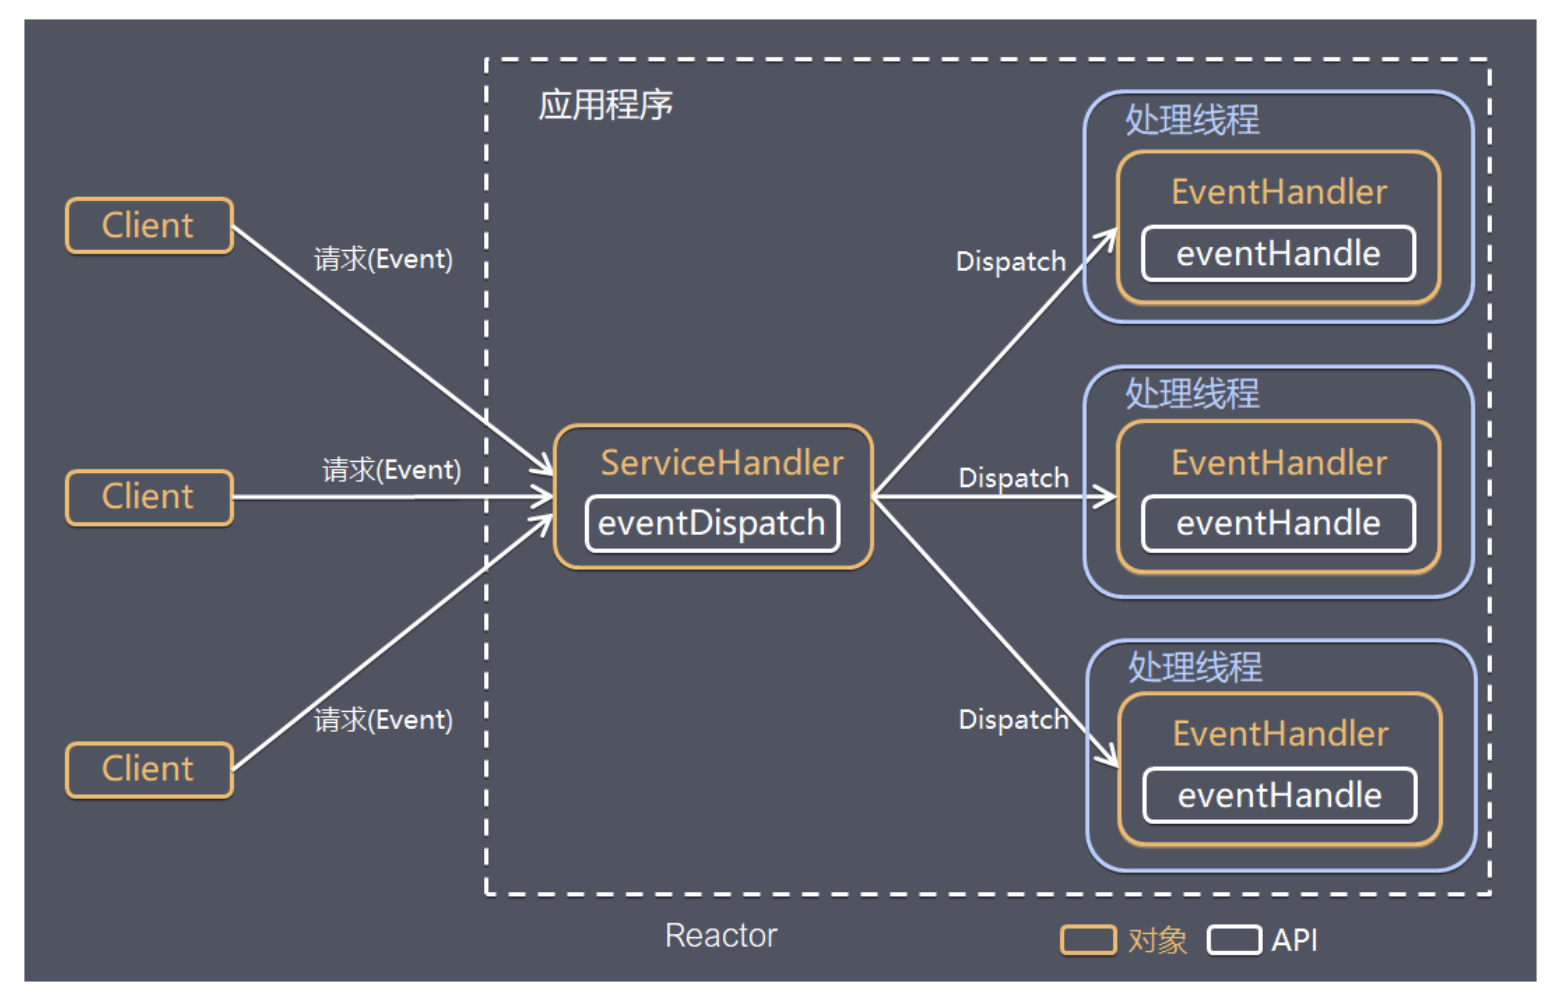 应用程序
处理线程
EventHandler
eventHandle
Client
请求(Event)
Dispatch
处理线程
Client
请求(Event)
ServiceHandler
eventDispatch
Dispatch
EventHandler
eventHandle
处理线程
Client
请求(Event)
Dispatch
EventHandler
eventHandle
Reactor
对象
API